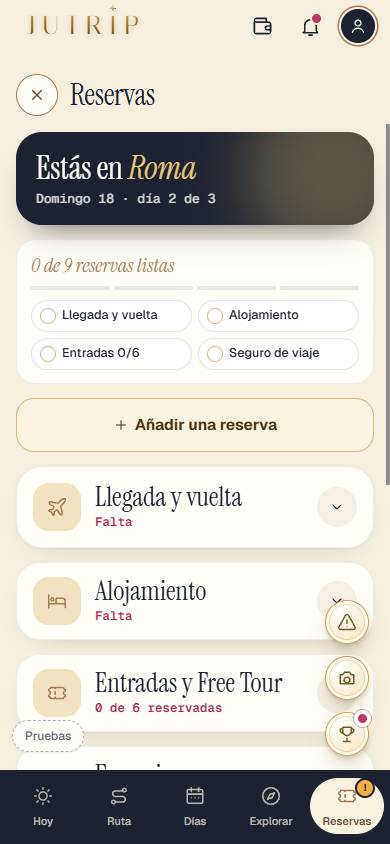 JUTRIP
Reservas
Estás en Roma
Domingo 18 · día 2 de 3
0 de 9 reservas listas
Llegada y vuelta
Alojamiento
Entradas 0/6
Seguro de viaje
+ Añadir una reserva
Llegada y vuelta
Falta
Alojamiento
Falta
Entradas y Free Tour
0 de 6 reservadas
Pruebas
!
Hoy
Ruta
Días
Explorar
Reservas